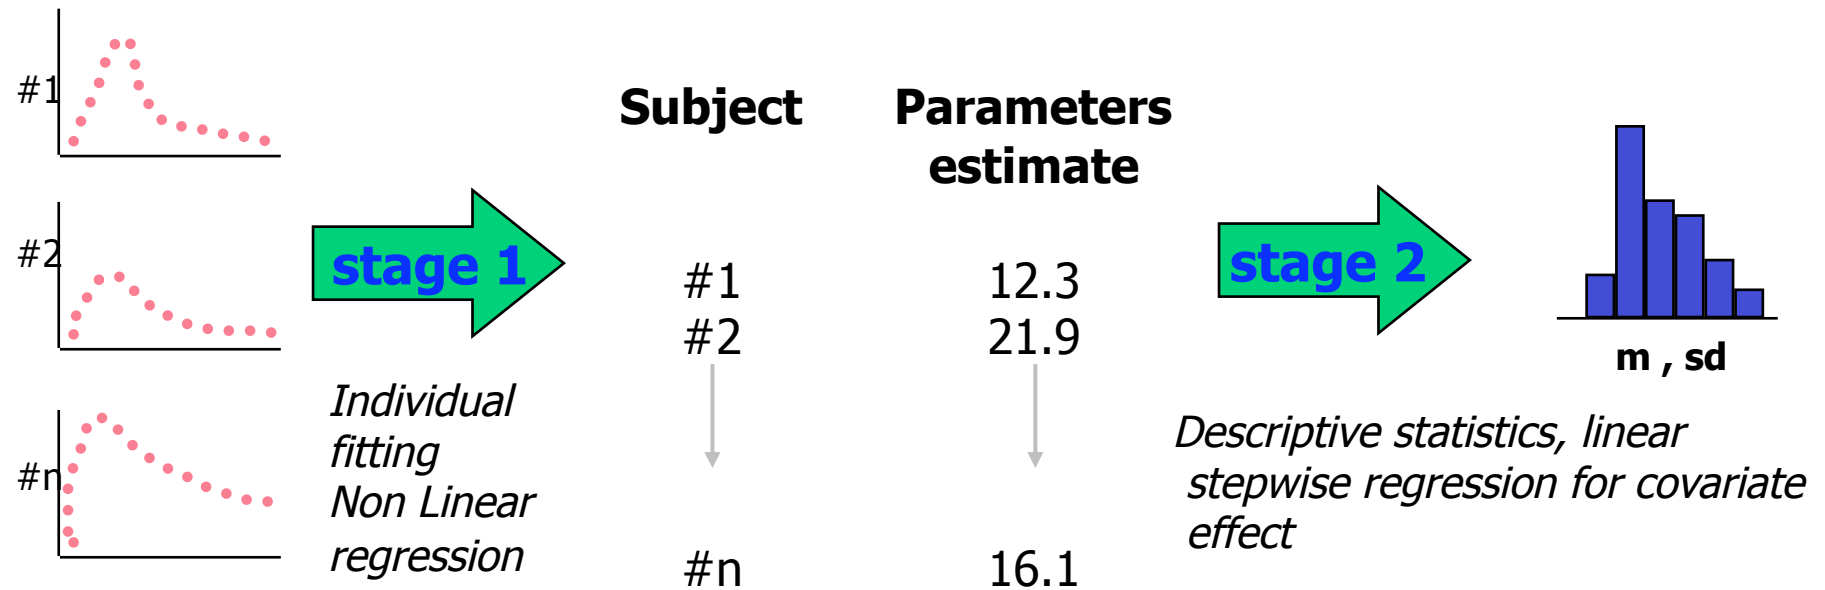 #1
#2
#n
stage 1
Individual
fitting
Non Linear
regression
Subject
Parameters
estimate
#1
12.3
#2
21.9
#n
16.1
stage 2
m , sd
Descriptive statistics, linear
stepwise regression for covariate
effect